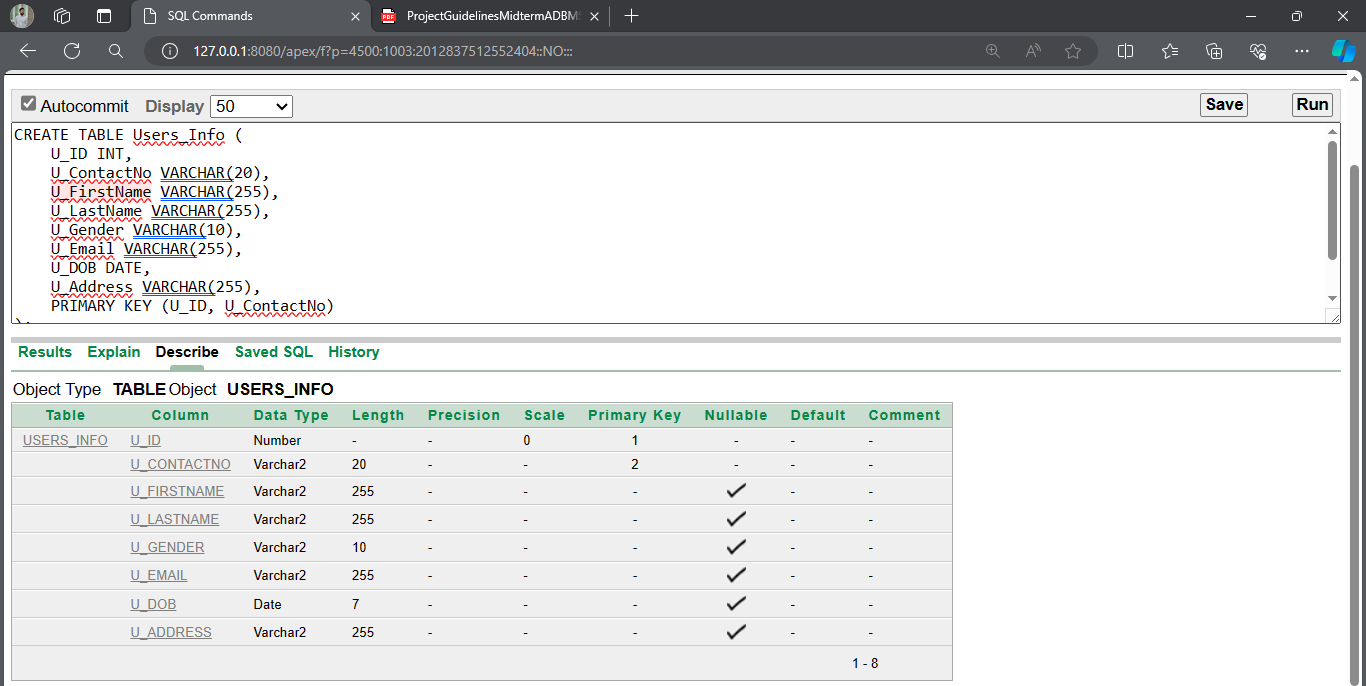 SQL Commands
PDF ProjectGuidelinesMidtermADBMS
127.0.0.1:8080/apex/f?p=4500:1003:2012837512552404::NO:::
Autocommit Display 50 Save Run
CREATE TABLE Users_Info (
U_ID INT,
U_ContactNo VARCHAR(20),
U_FirstName VARCHAR(255),
U_LastName VARCHAR(255),
U_Gender VARCHAR(10),
U_Email VARCHAR(255),
U_DOB DATE,
U_Address VARCHAR(255),
PRIMARY KEY (U_ID, U_ContactNo)
);
Results Explain Describe Saved SQL History
Object Type TABLE Object USERS_INFO
Table Column Data Type Length Precision Scale Primary Key Nullable Default Comment
USERS_INFO U_ID Number - - 0 1 - - -
U_CONTACTNO Varchar2 20 - - 2 - - -
U_FIRSTNAME Varchar2 255 - - - ✓ - -
U_LASTNAME Varchar2 255 - - - ✓ - -
U_GENDER Varchar2 10 - - - ✓ - -
U_EMAIL Varchar2 255 - - - ✓ - -
U_DOB Date 7 - - - ✓ - -
U_ADDRESS Varchar2 255 - - - ✓ - -
1 - 8